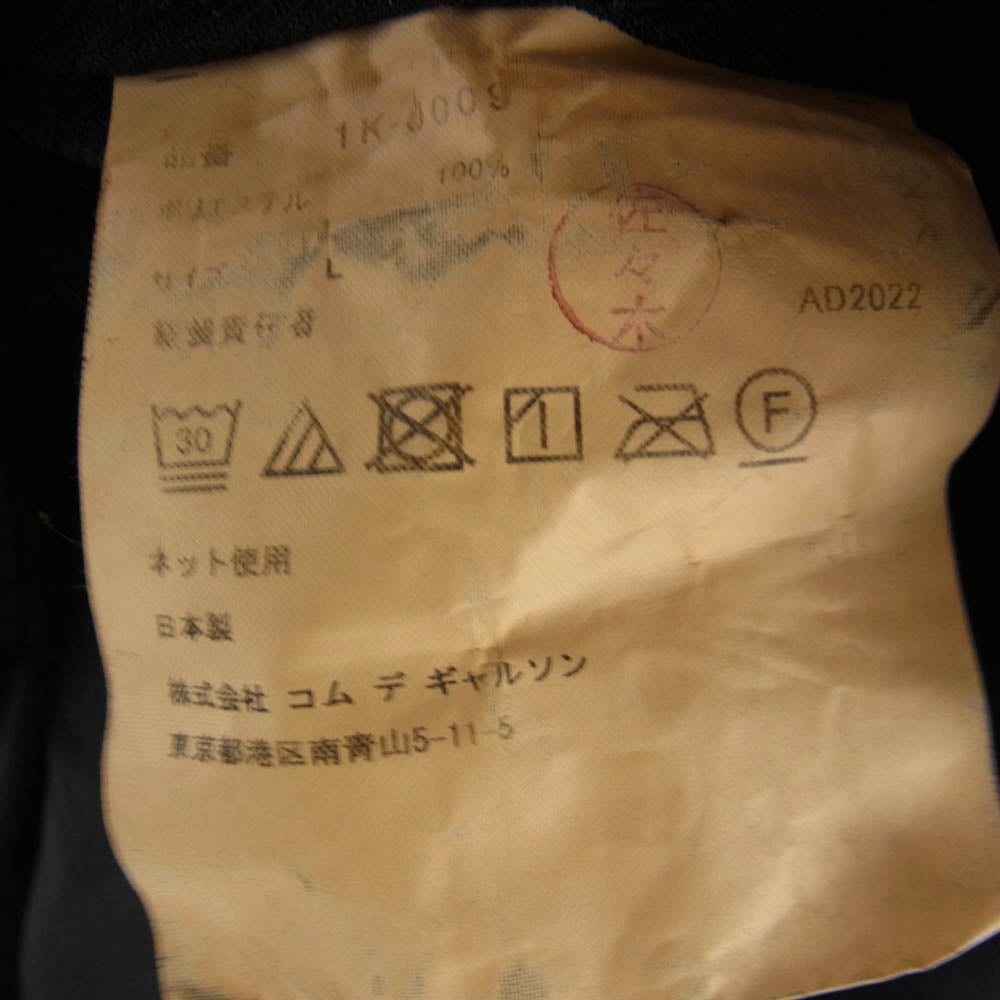 品番 1K-J009
ポリエステル 100%
サイズ L
縫製責任者
佐々木
AD2022
30
F
ネット使用
日本製
株式会社 コム デ ギャルソン
東京都港区南青山5-11-5